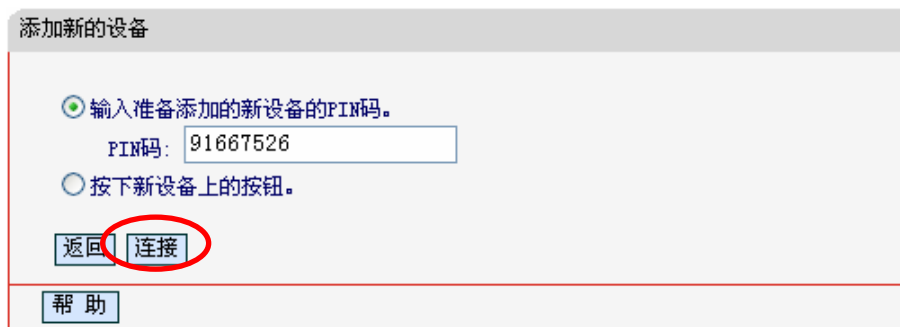 添加新的设备
输入准备添加的新设备的PIN码。
PIN码: 91667526
按下新设备上的按钮。
返回 连接
帮 助